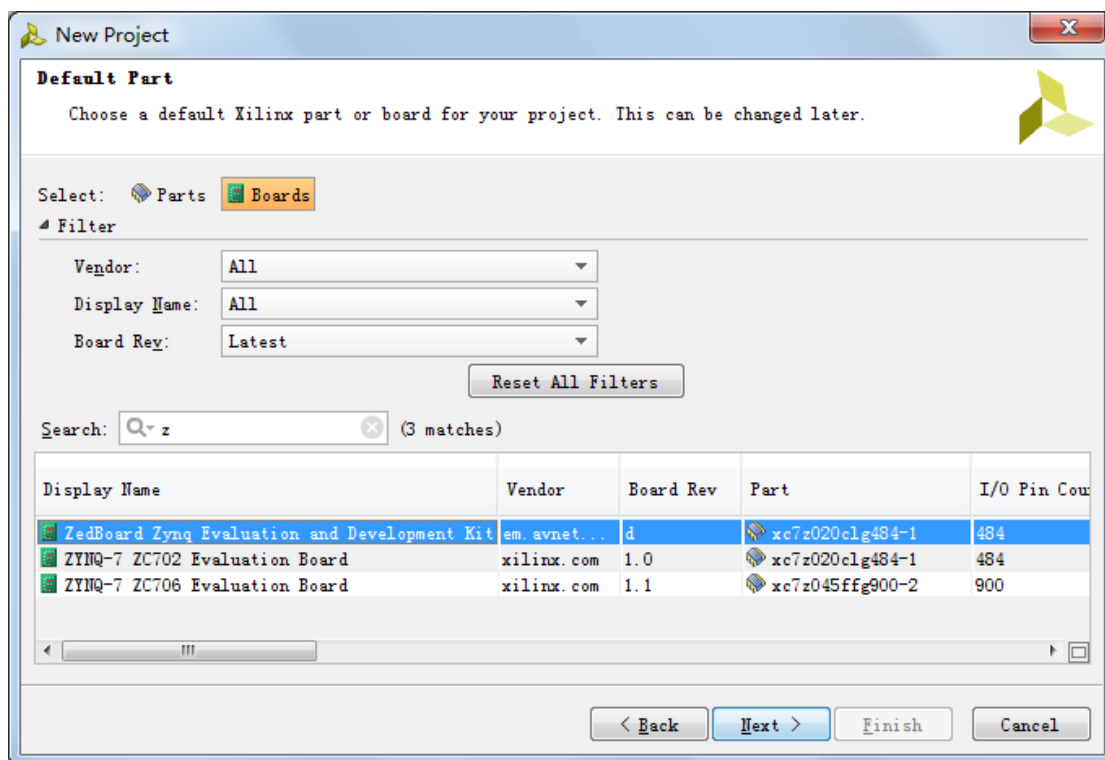 New Project
Default Part
Choose a default Xilinx part or board for your project. This can be changed later.
Select: Parts Boards
Filter
Vendor: All
Display Name: All
Board Rev: Latest
Reset All Filters
Search: z (3 matches)
Display Name Vendor Board Rev Part I/O Pin Cou
ZedBoard Zynq Evaluation and Development Kit em.avnet... d xc7z020clg484-1 484
ZYNQ-7 ZC702 Evaluation Board xilinx.com 1.0 xc7z020clg484-1 484
ZYNQ-7 ZC706 Evaluation Board xilinx.com 1.1 xc7z045ffg900-2 900
< Back Next > Finish Cancel